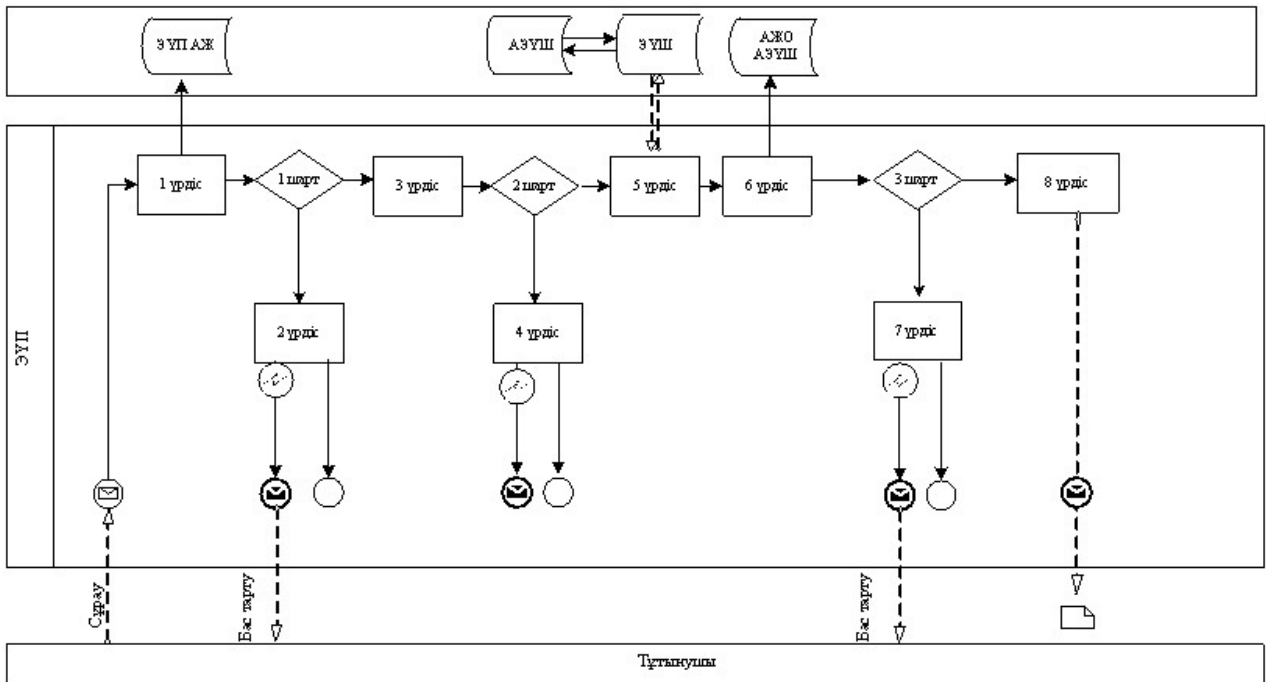 ЭҮП АЖ
АЭҮШ
ЭҮШ
АЖО
АЭҮШ
1 үрдіс
1 шарт
3 үрдіс
2 шарт
5 үрдіс
6 үрдіс
3 шарт
8 үрдіс
2 үрдіс
4 үрдіс
7 үрдіс
ЭҮП
Сұрау
Бас тарту
Бас тарту
Тұтынушы